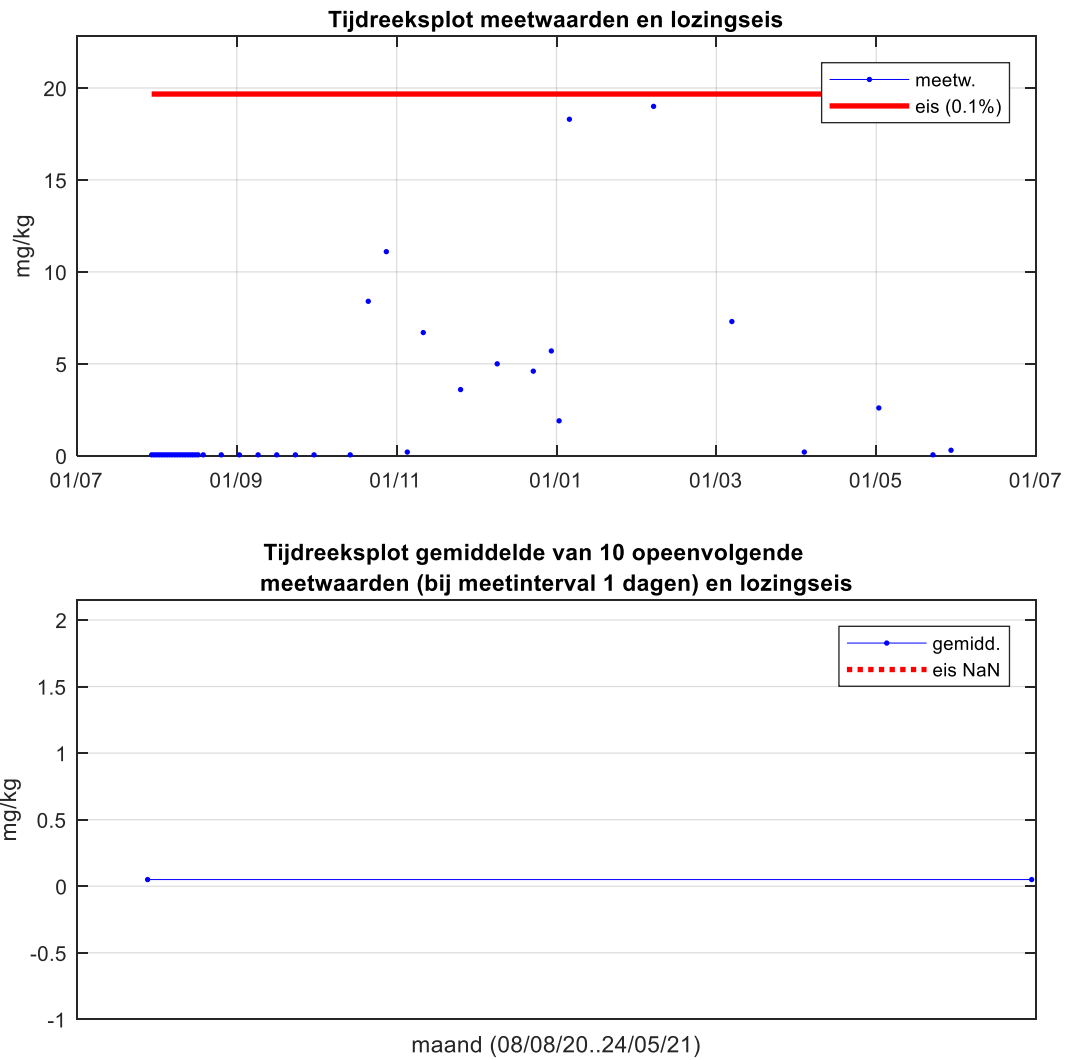 Tijdreeksplot meetwaarden en lozingseis
20
15
10
5
0
mg/kg
meetw.
eis (0.1%)
01/07 01/09 01/11 01/01 01/03 01/05 01/07
Tijdreeksplot gemiddelde van 10 opeenvolgende
meetwaarden (bij meetinterval 1 dagen) en lozingseis
2
1.5
1
0.5
0
-0.5
-1
mg/kg
gemidd.
eis NaN
maand (08/08/20..24/05/21)